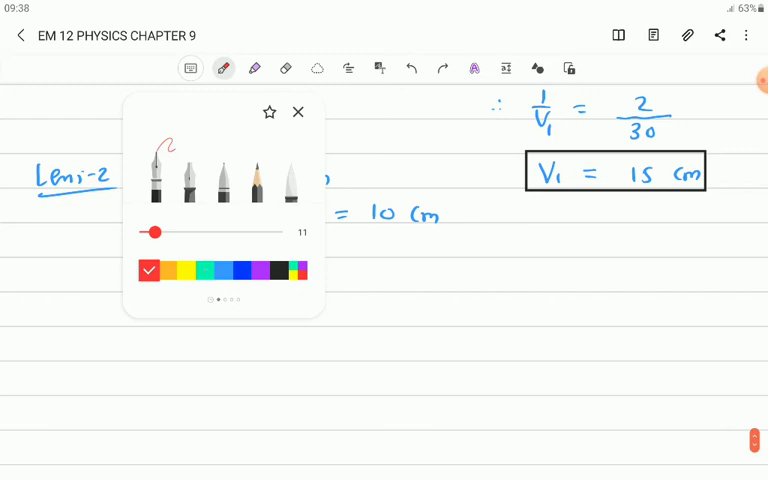 09:38 63%
EM 12 PHYSICS CHAPTER 9
∴ 1/V₁ = 2/30
Lens-2
V₁ = 15 cm
= 10 cm
11